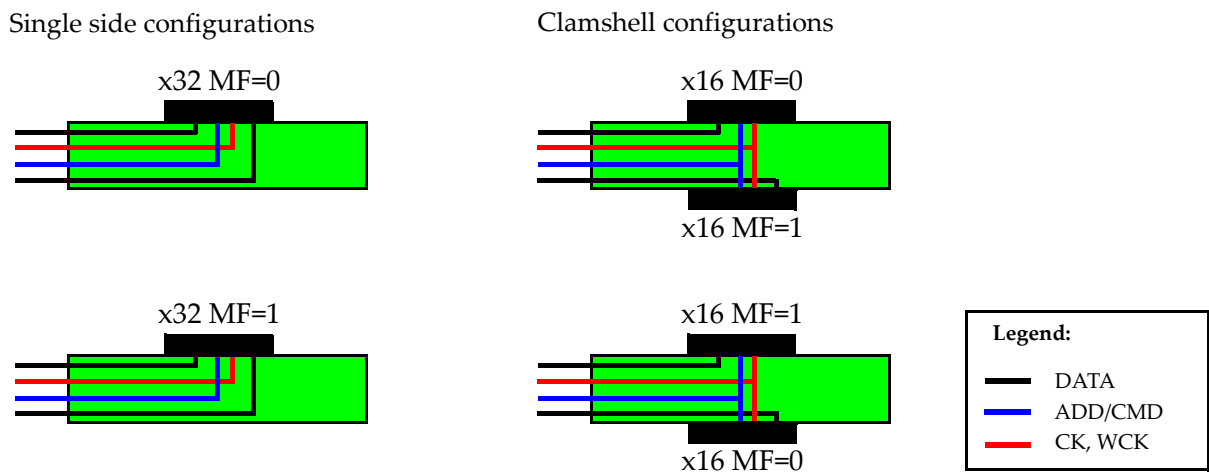 Single side configurations
Clamshell configurations
x32 MF=0
x16 MF=0
x16 MF=1
x32 MF=1
x16 MF=1
x16 MF=0
Legend:
DATA
ADD/CMD
CK, WCK